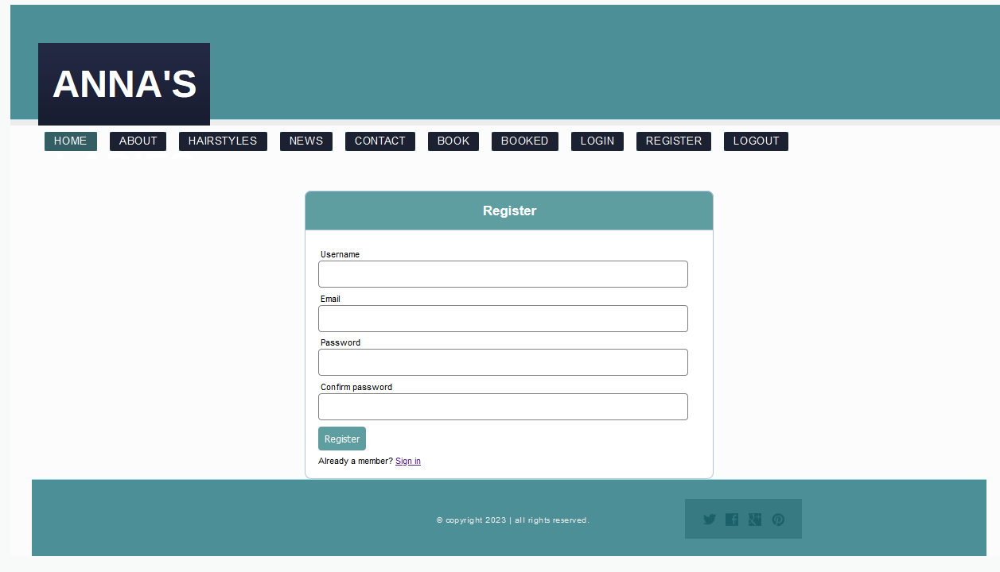 ANNA'S
HOME ABOUT HAIRSTYLES NEWS CONTACT BOOK BOOKED LOGIN REGISTER LOGOUT
Register
Username
Email
Password
Confirm password
Register
Already a member? Sign in
© copyright 2023 | all rights reserved.